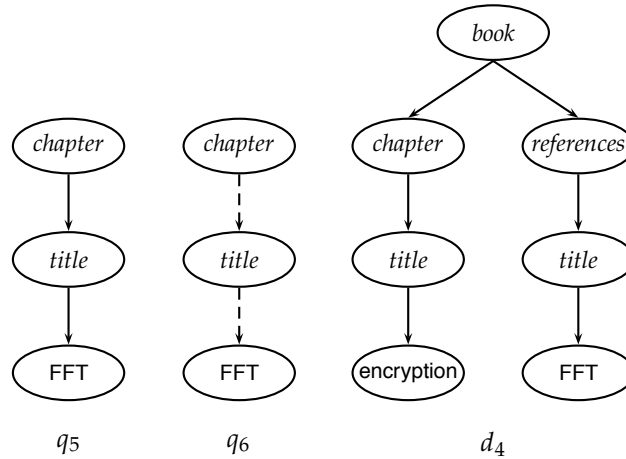 book
chapter chapter chapter references
title title title title
FFT FFT encryption FFT
q5 q6 d4